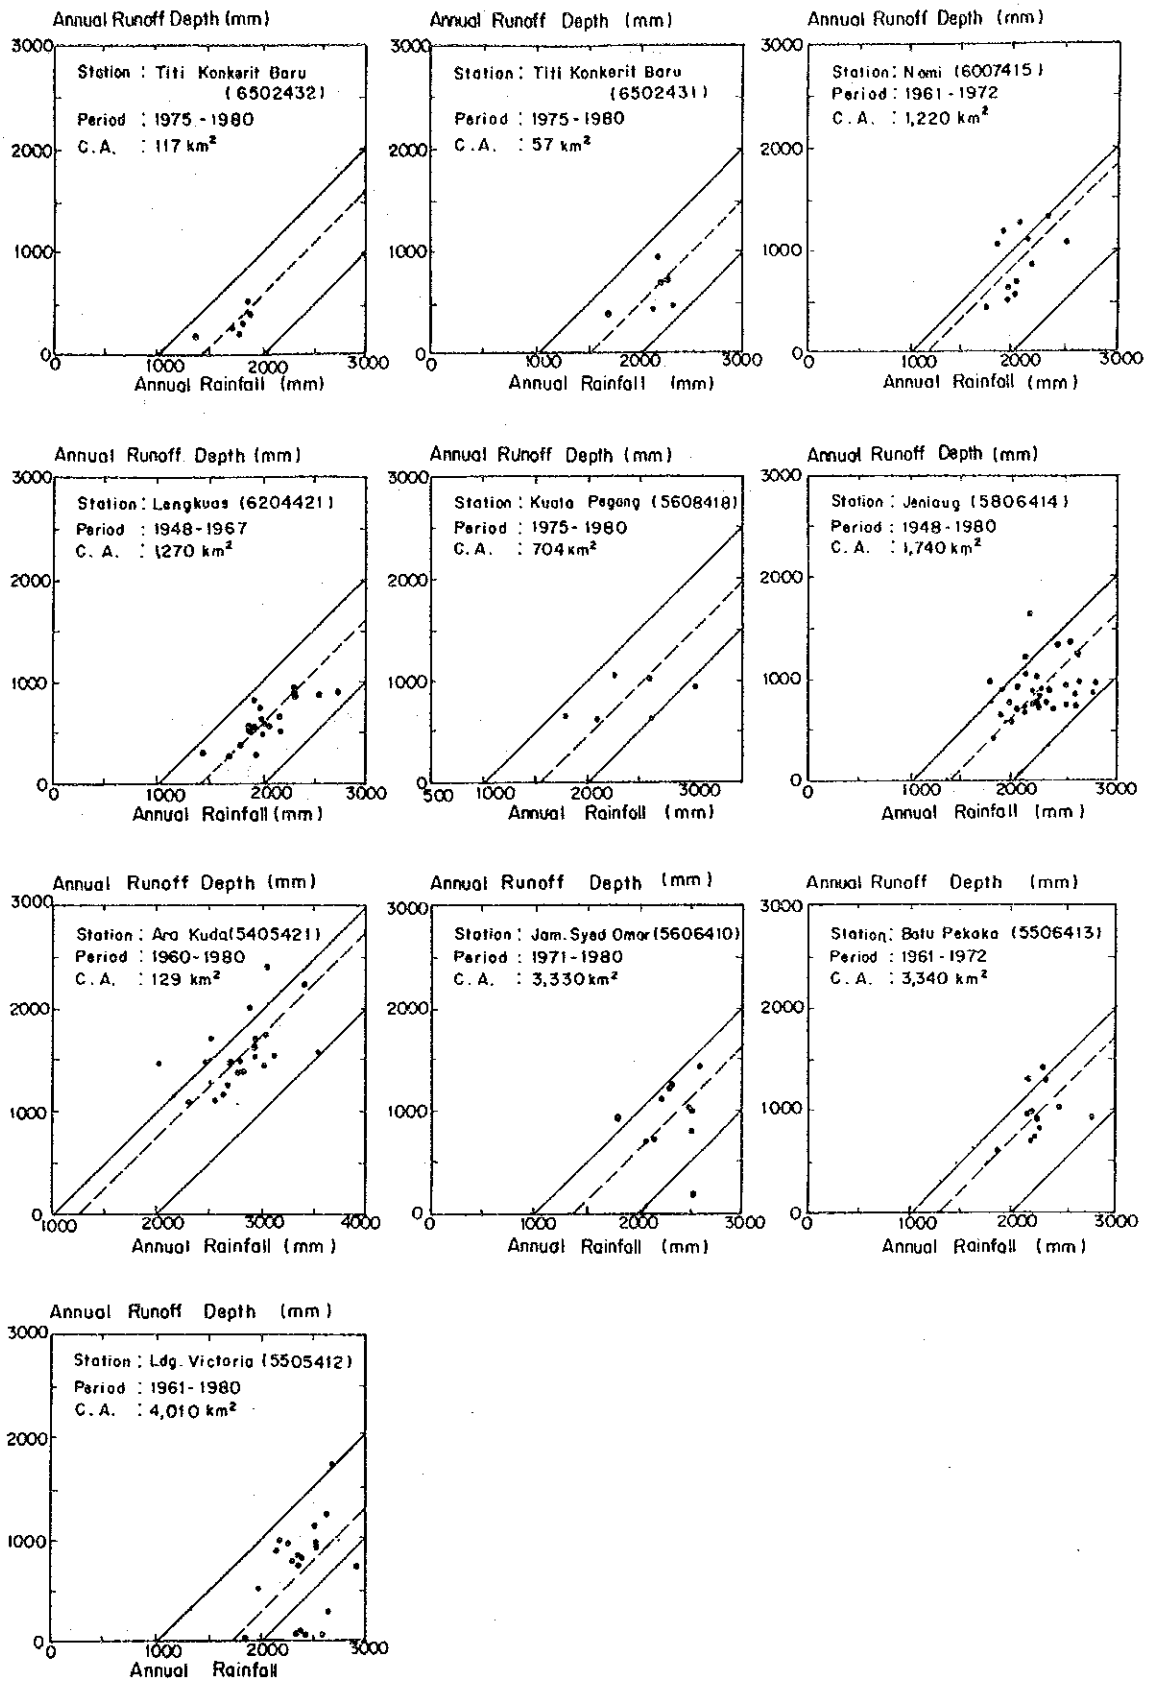 Annual Runoff Depth (mm)
3000
Station : Titi Konkerit Baru
(6502432)
Period : 1975-1980
C.A. : 117 km²
2000
1000
0
0 1000 2000 3000
Annual Rainfall (mm)
Annual Runoff Depth (mm)
3000
Station : Titi Konkerit Baru
(6502431)
Period : 1975-1980
C.A. : 57 km²
2000
1000
0
0 1000 2000 3000
Annual Rainfall (mm)
Annual Runoff Depth (mm)
3000
Station : Nami (6007415)
Period : 1961-1972
C.A. : 1,220 km²
2000
1000
0
0 1000 2000 3000
Annual Rainfall (mm)
Annual Runoff Depth (mm)
3000
Station : Lengkuas (6204421)
Period : 1948-1967
C.A. : 1,270 km²
2000
1000
0
0 1000 2000 3000
Annual Rainfall (mm)
Annual Runoff Depth (mm)
3000
Station : Kuala Pegang (5608418)
Period : 1975-1980
C.A. : 704 km²
2000
1000
0
500 1000 2000 3000
Annual Rainfall (mm)
Annual Runoff Depth (mm)
3000
Station : Jeniaug (5806414)
Period : 1948-1980
C.A. : 1,740 km²
2000
1000
0
0 1000 2000 3000
Annual Rainfall (mm)
Annual Runoff Depth (mm)
3000
Station : Ara Kuda (5405421)
Period : 1960-1980
C.A. : 129 km²
2000
1000
0
1000 2000 3000 4000
Annual Rainfall (mm)
Annual Runoff Depth (mm)
3000
Station : Jam. Syed Omar (5606410)
Period : 1971-1980
C.A. : 3,330 km²
2000
1000
0
0 1000 2000 3000
Annual Rainfall (mm)
Annual Runoff Depth (mm)
3000
Station : Batu Pekaka (5506413)
Period : 1961-1972
C.A. : 3,340 km²
2000
1000
0
0 1000 2000 3000
Annual Rainfall (mm)
Annual Runoff Depth (mm)
3000
Station : Ldg. Victoria (5505412)
Period : 1961-1980
C.A. : 4,010 km²
2000
1000
0
0 1000 2000 3000
Annual Rainfall